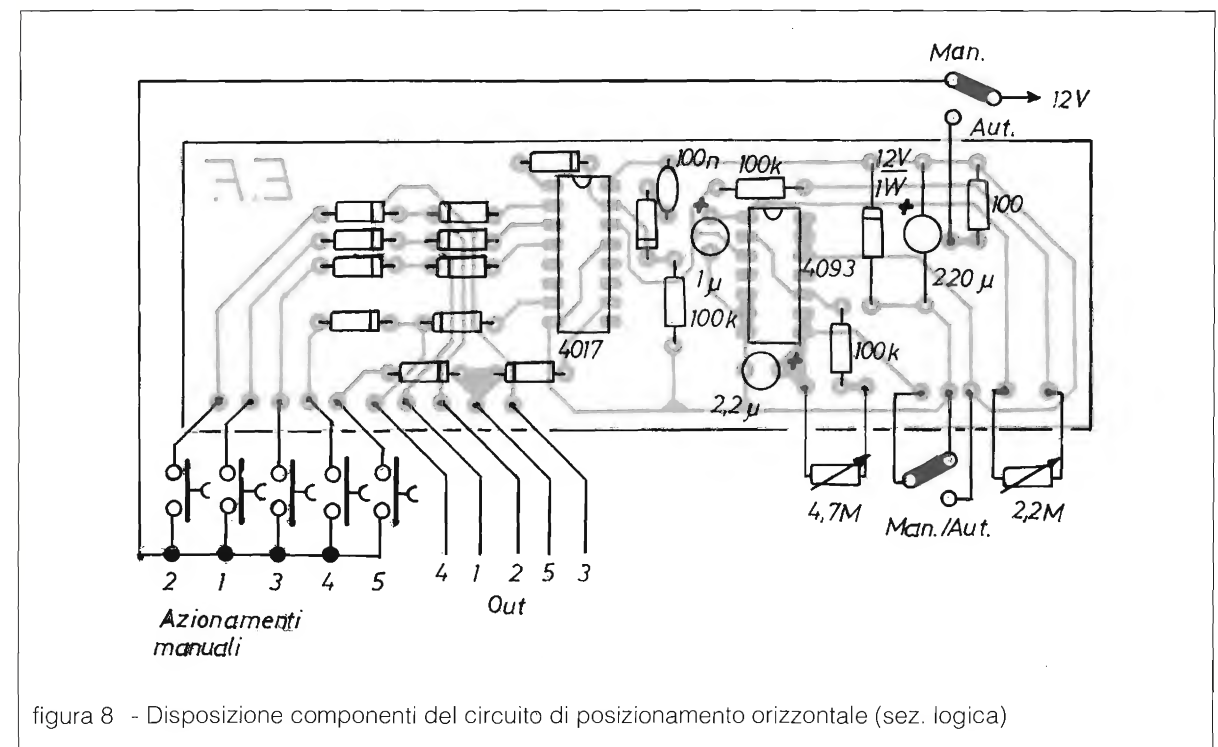 Man.
12V
Aut.
E.F.
100n
100k
12V
1W
100
1µ
4093
220 µ
100k
4017
100k
2,2 µ
4,7M
Man./Aut.
2,2M
2 1 3 4 5
4 1 2 5 3
Out
Azionamenti
manuali
figura 8 - Disposizione componenti del circuito di posizionamento orizzontale (sez. logica)